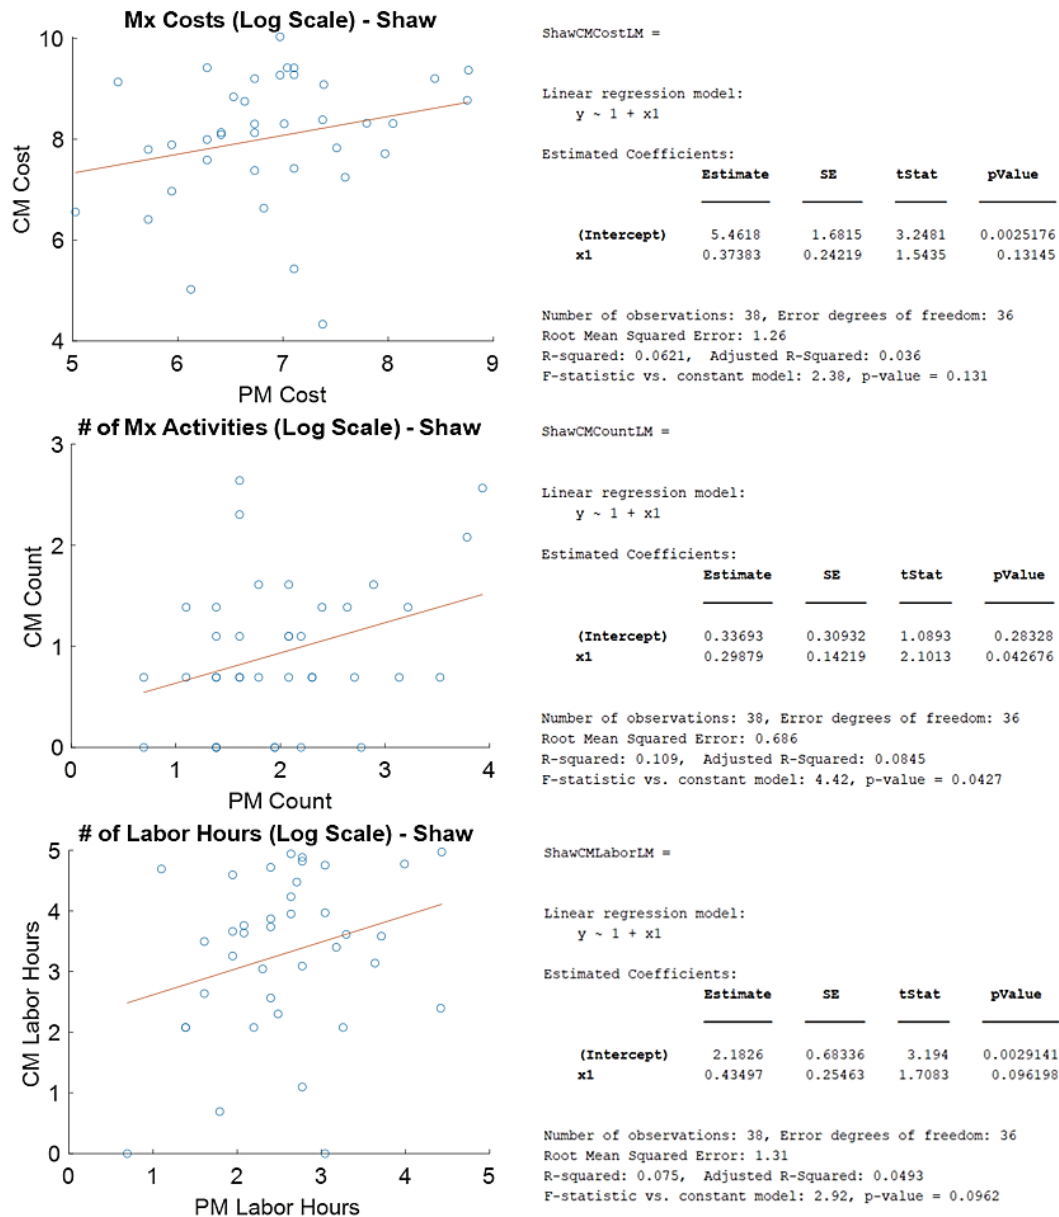 Mx Costs (Log Scale) - Shaw
10
8
6
4
CM Cost
5 6 7 8 9
PM Cost
ShawCMCostLM =
Linear regression model:
y ~ 1 + x1
Estimated Coefficients:
Estimate SE tStat pValue
(Intercept) 5.4618 1.6815 3.2481 0.0025176
x1 0.37383 0.24219 1.5435 0.13145
Number of observations: 38, Error degrees of freedom: 36
Root Mean Squared Error: 1.26
R-squared: 0.0621, Adjusted R-Squared: 0.036
F-statistic vs. constant model: 2.38, p-value = 0.131
# of Mx Activities (Log Scale) - Shaw
3
2
1
0
CM Count
0 1 2 3 4
PM Count
ShawCMCountLM =
Linear regression model:
y ~ 1 + x1
Estimated Coefficients:
Estimate SE tStat pValue
(Intercept) 0.33693 0.30932 1.0893 0.28328
x1 0.29879 0.14219 2.1013 0.042676
Number of observations: 38, Error degrees of freedom: 36
Root Mean Squared Error: 0.686
R-squared: 0.109, Adjusted R-Squared: 0.0845
F-statistic vs. constant model: 4.42, p-value = 0.0427
# of Labor Hours (Log Scale) - Shaw
5
4
3
2
1
0
CM Labor Hours
0 1 2 3 4 5
PM Labor Hours
ShawCMLaborLM =
Linear regression model:
y ~ 1 + x1
Estimated Coefficients:
Estimate SE tStat pValue
(Intercept) 2.1826 0.68336 3.194 0.0029141
x1 0.43497 0.25463 1.7083 0.096198
Number of observations: 38, Error degrees of freedom: 36
Root Mean Squared Error: 1.31
R-squared: 0.075, Adjusted R-Squared: 0.0493
F-statistic vs. constant model: 2.92, p-value = 0.0962